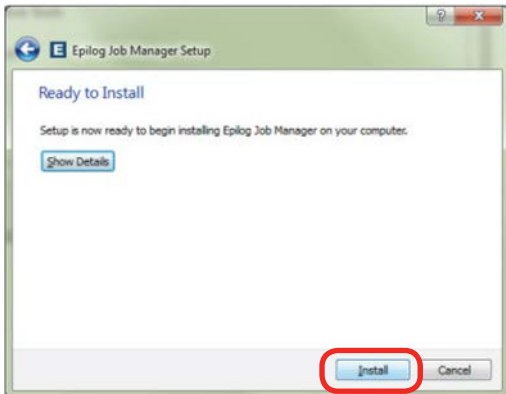 E Epilog Job Manager Setup
Ready to Install
Setup is now ready to begin installing Epilog Job Manager on your computer.
Show Details
Install Cancel